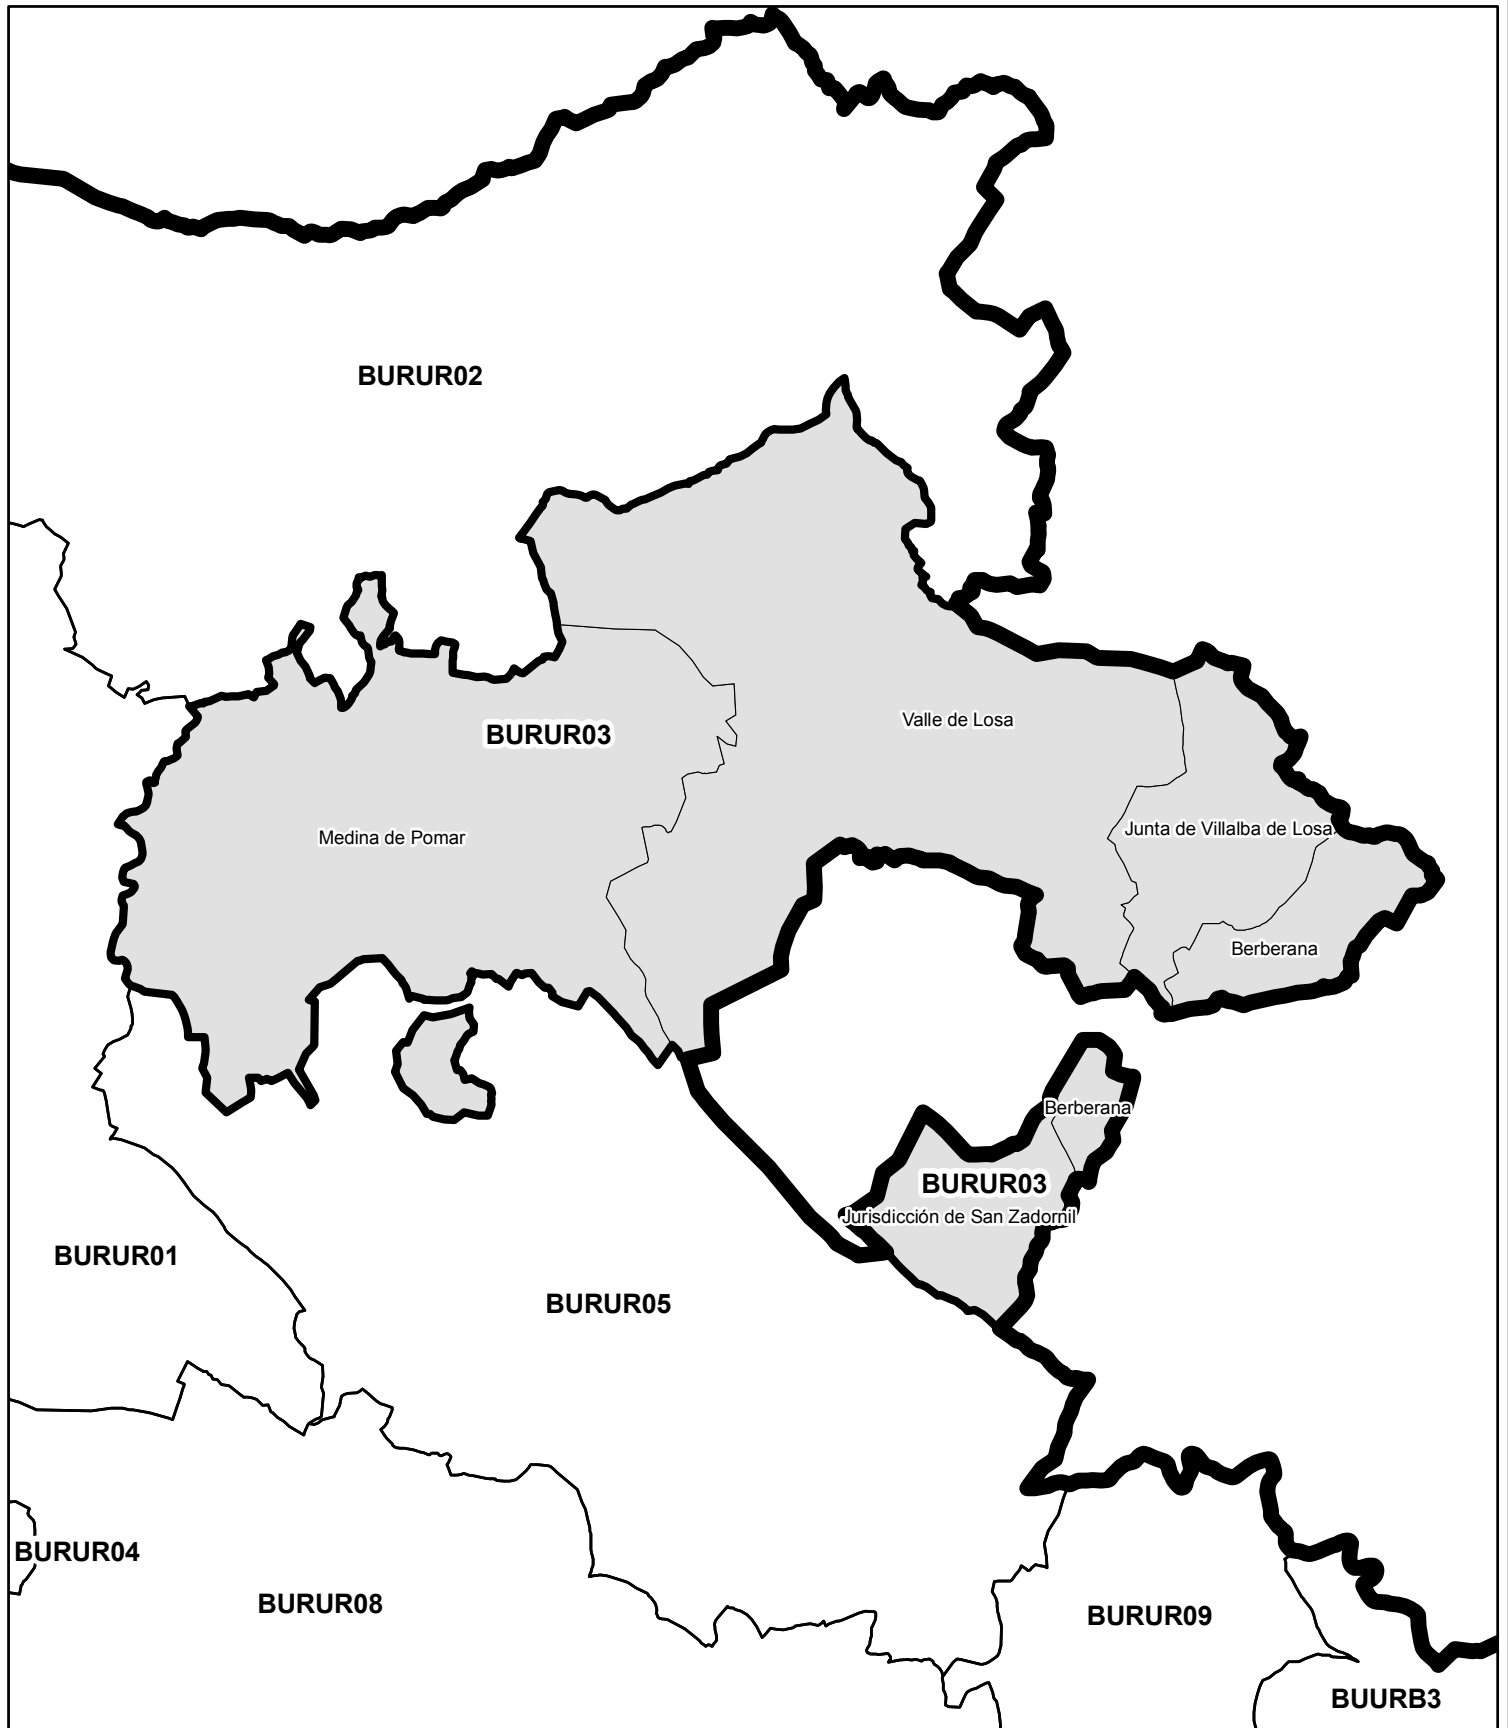 BURUR02
Valle de Losa
BURUR03
Junta de Villalba de Losa
Medina de Pomar
Berberana
Berberana
BURUR03
Jurisdicción de San Zadornil
BURUR01
BURUR05
BURUR04
BURUR08
BURUR09
BUURB3